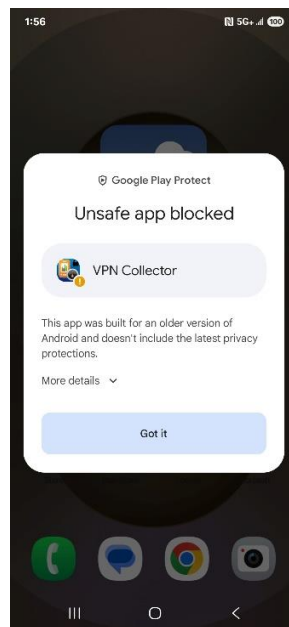 1:56
5G+ 100
Google Play Protect
Unsafe app blocked
VPN Collector
This app was built for an older version of
Android and doesn't include the latest privacy
protections.
More details
Got it